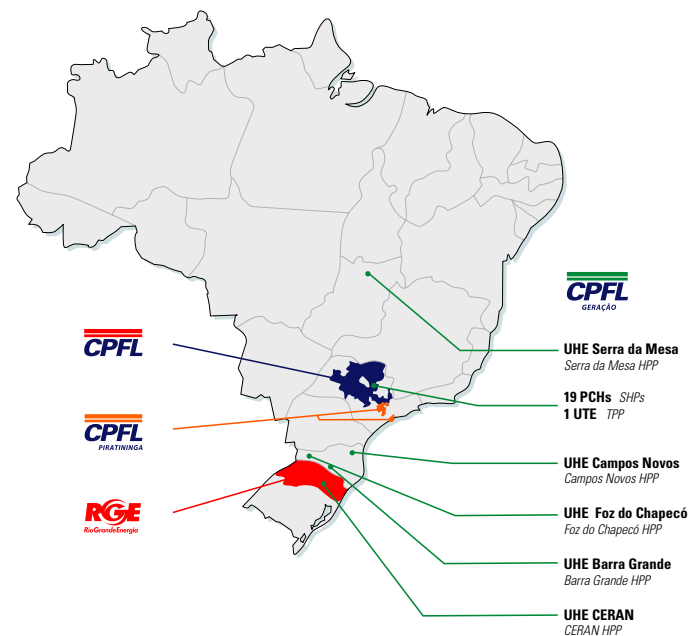 CPFL
CPFL
PIRATININGA
RGE
RioGrandeEnergia
CPFL
GERAÇÃO
UHE Serra da Mesa
Serra da Mesa HPP
19 PCHs SHPs
1 UTE TPP
UHE Campos Novos
Campos Novos HPP
UHE Foz do Chapecó
Foz do Chapecó HPP
UHE Barra Grande
Barra Grande HPP
UHE CERAN
CERAN HPP